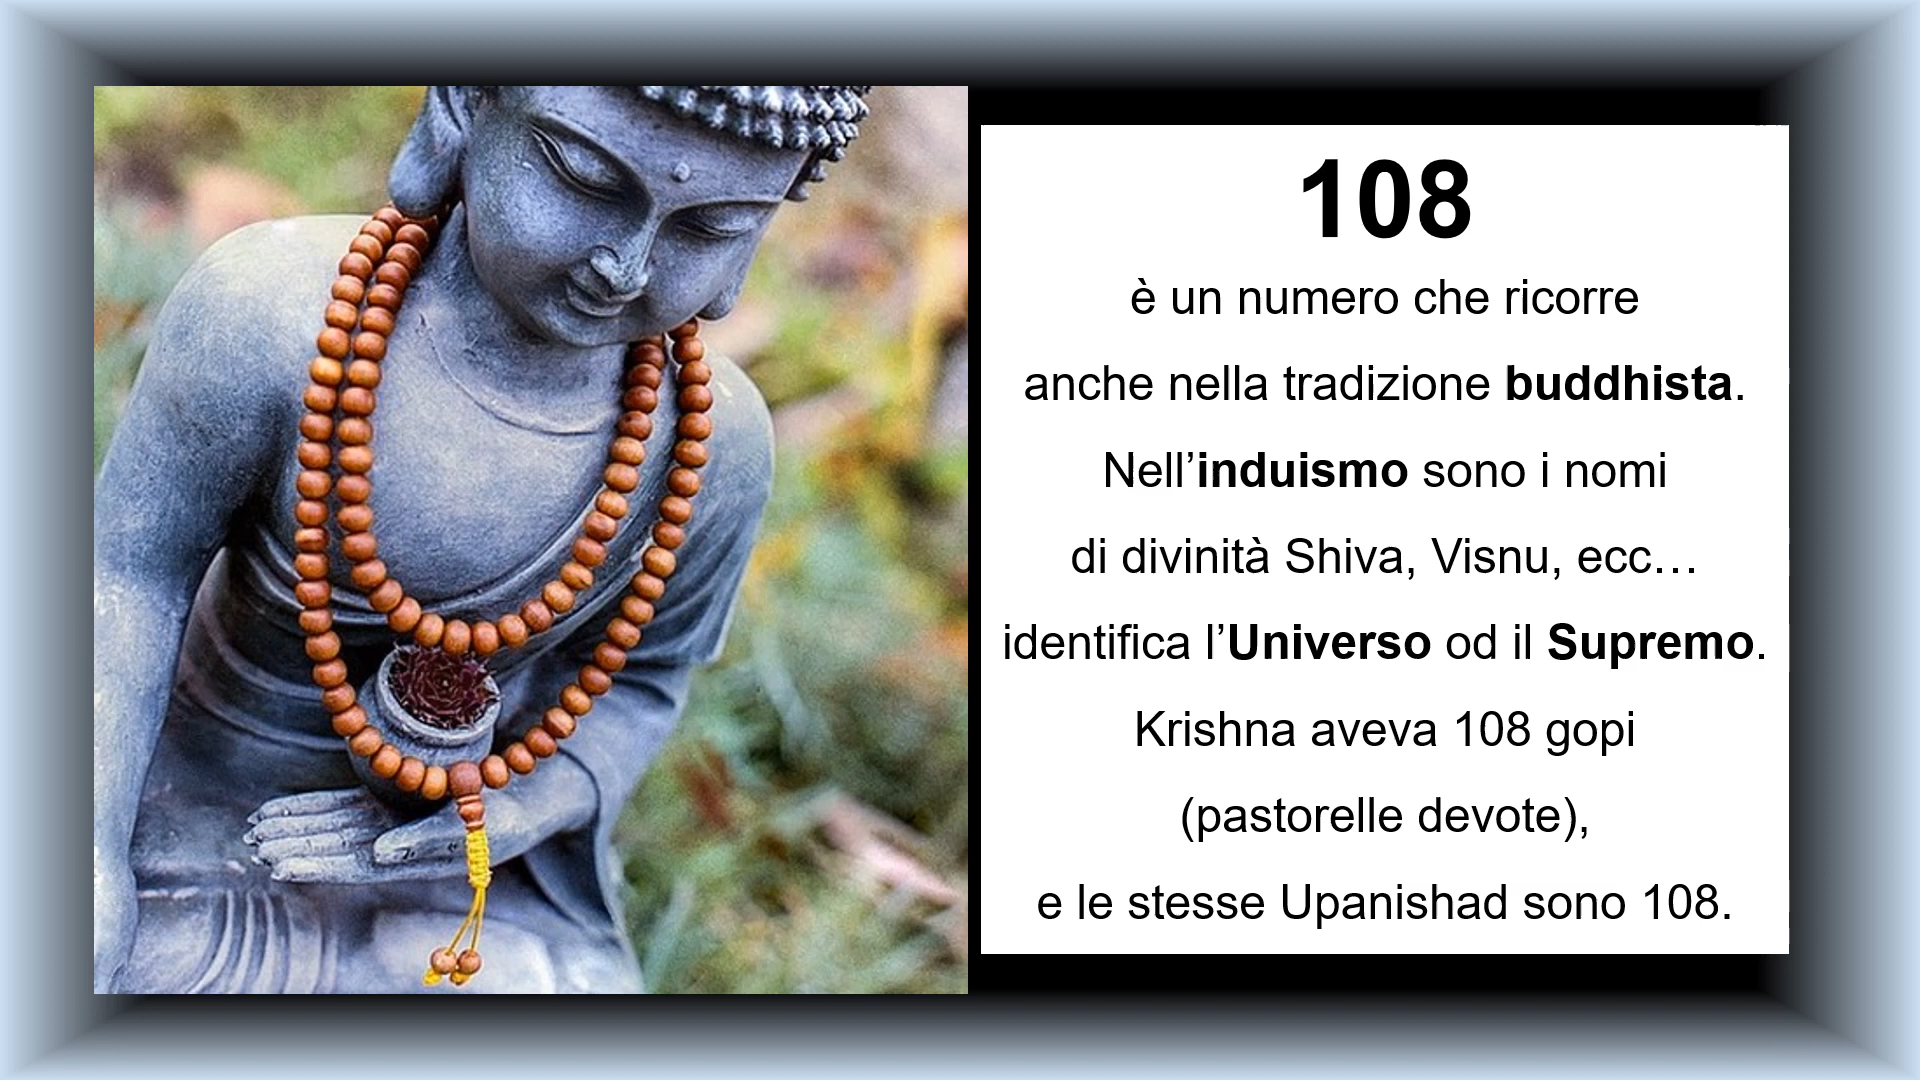 108
è un numero che ricorre
anche nella tradizione buddhista.
Nell’induismo sono i nomi
di divinità Shiva, Visnu, ecc…
identifica l’Universo od il Supremo.
Krishna aveva 108 gopi
(pastorelle devote),
e le stesse Upanishad sono 108.